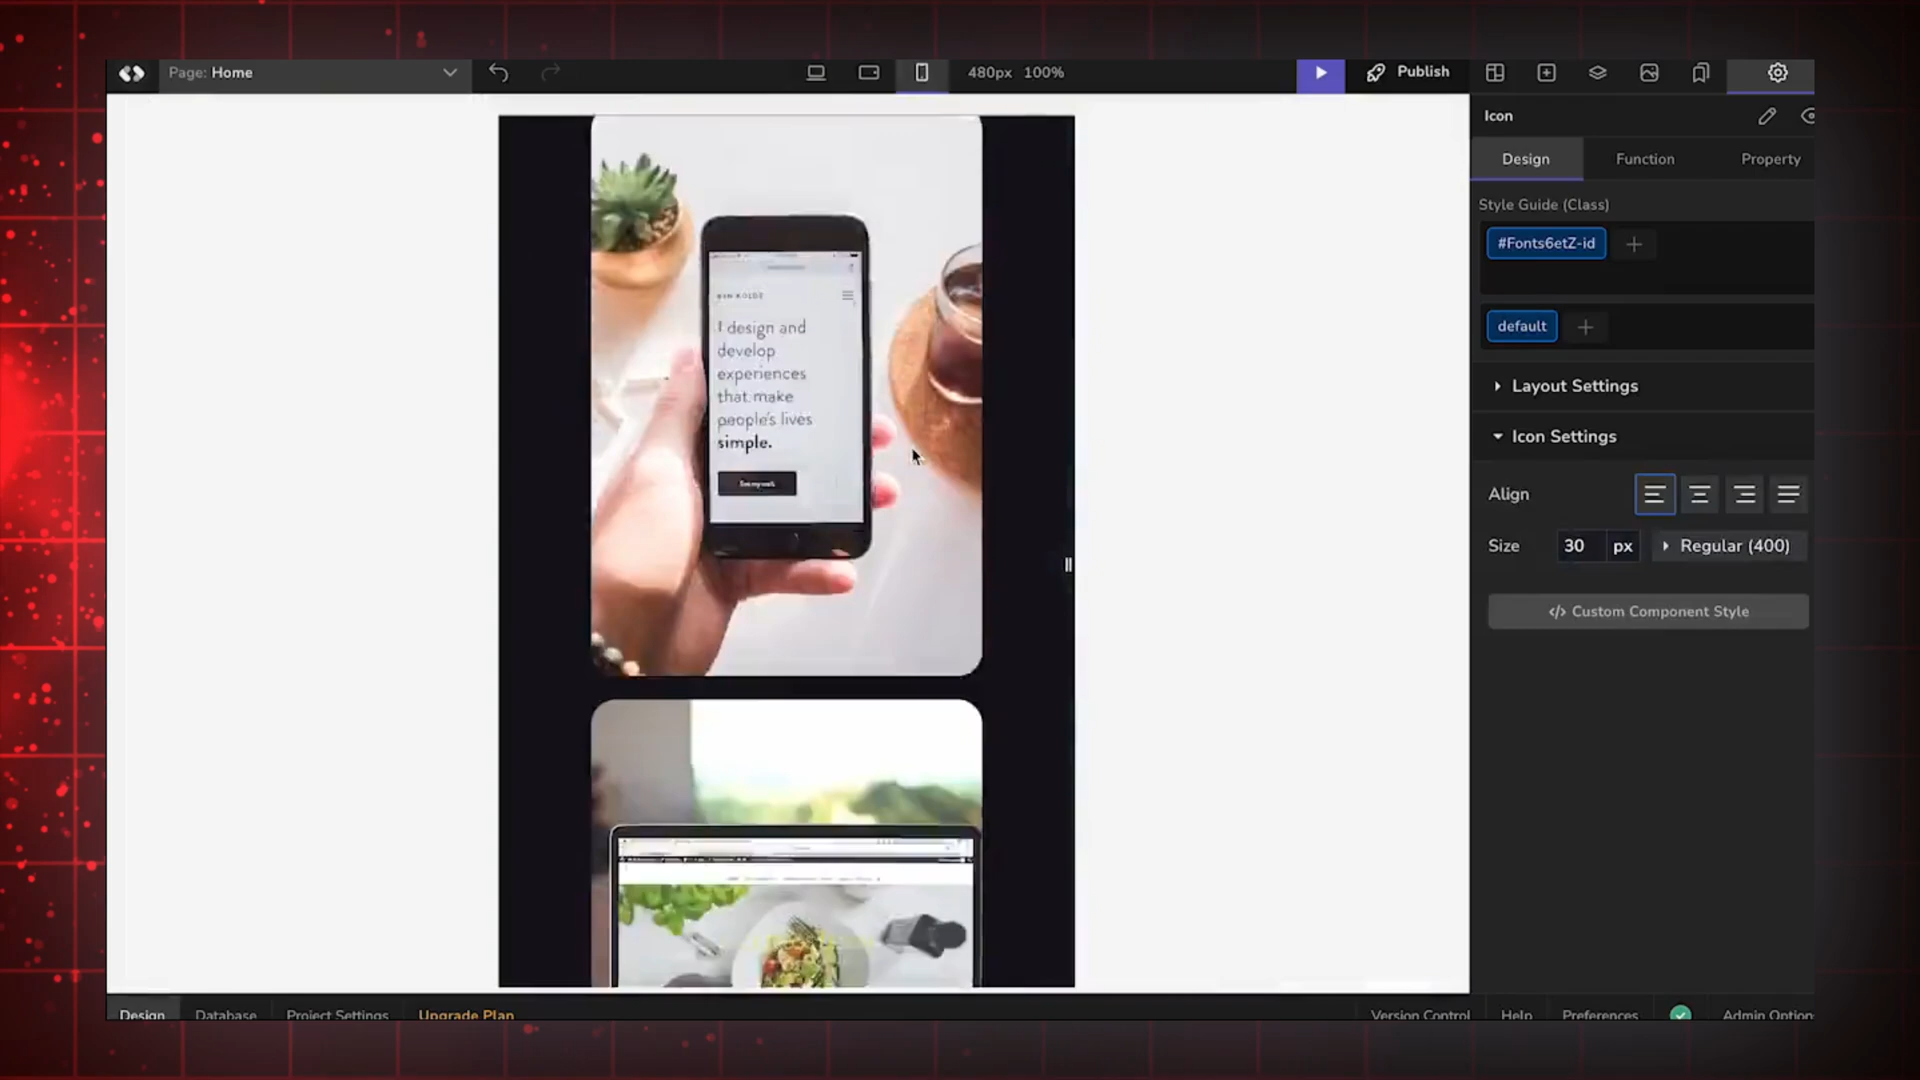 Page: Home
480px 100%
Publish
Icon
Design Function Property
Style Guide (Class)
#Fonts6etZ-id
default
Layout Settings
Icon Settings
Align
Size 30 px Regular (400)
</> Custom Component Style
I design and
develop
experiences
that make
people's lives
simple.
Design Database Project Settings Upgrade Plan
Version Control Help Preferences Admin Option